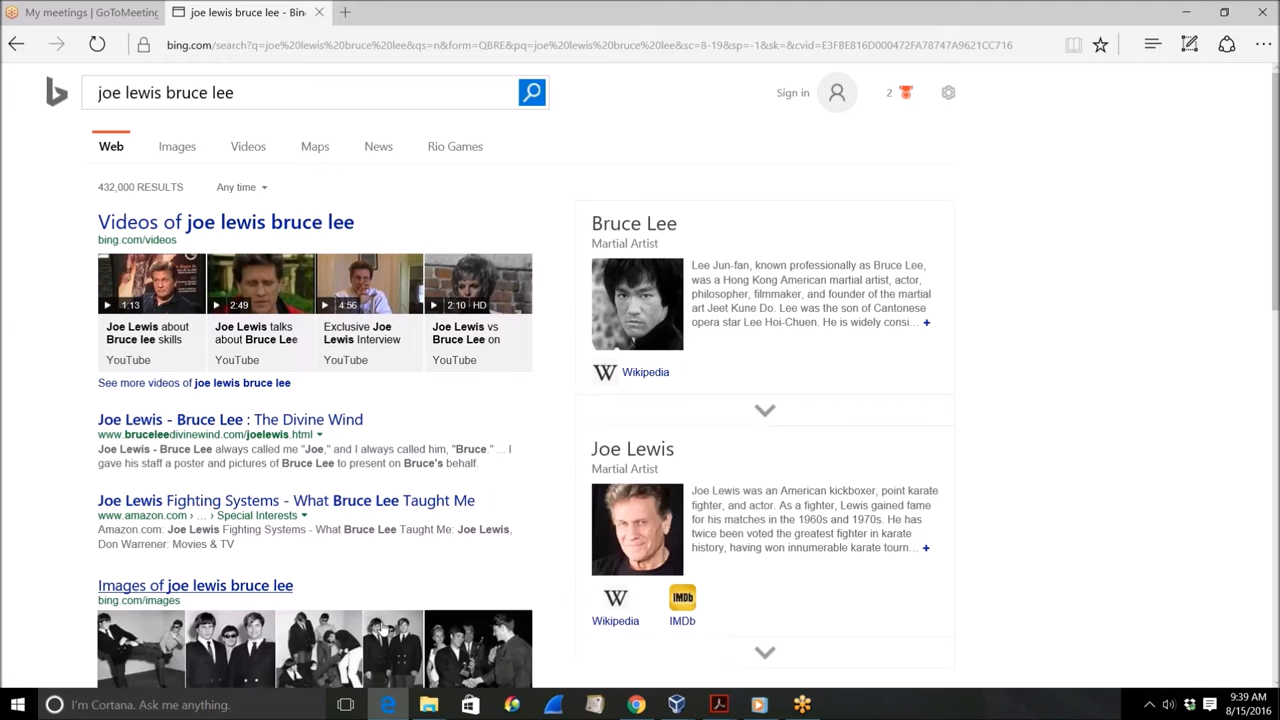 My meetings | GoToMeeting
joe lewis bruce lee - Bin
bing.com/search?q=joe%20lewis%20bruce%20lee&qs=n&form=QBRE&pq=joe%20lewis%20bruce%20lee&sc=8-19&sp=-1&sk=&cvid=E3FBE816D000472FA78747A9621CC716
joe lewis bruce lee
Sign in
2
Web
Images
Videos
Maps
News
Rio Games
432,000 RESULTS
Any time
Videos of joe lewis bruce lee
bing.com/videos
1:13
2:49
4:56
2:10 HD
Joe Lewis about
Bruce lee skills
YouTube
Joe Lewis talks
about Bruce Lee
YouTube
Exclusive Joe
Lewis Interview
YouTube
Joe Lewis vs
Bruce Lee on
YouTube
See more videos of joe lewis bruce lee
Joe Lewis - Bruce Lee : The Divine Wind
www.bruceleedivinewind.com/joelewis.html
Joe Lewis - Bruce Lee always called me "Joe," and I always called him, "Bruce." ... I
gave his staff a poster and pictures of Bruce Lee to present on Bruce's behalf.
Joe Lewis Fighting Systems - What Bruce Lee Taught Me
www.amazon.com › ... › Special Interests
Amazon.com: Joe Lewis Fighting Systems - What Bruce Lee Taught Me: Joe Lewis,
Don Warrener: Movies & TV
Images of joe lewis bruce lee
bing.com/images
Bruce Lee
Martial Artist
Lee Jun-fan, known professionally as Bruce Lee,
was a Hong Kong American martial artist, actor,
philosopher, filmmaker, and founder of the martial
art Jeet Kune Do. Lee was the son of Cantonese
opera star Lee Hoi-Chuen. He is widely consi... +
W Wikipedia
Joe Lewis
Martial Artist
Joe Lewis was an American kickboxer, point karate
fighter, and actor. As a fighter, Lewis gained fame
for his matches in the 1960s and 1970s. He has
twice been voted the greatest fighter in karate
history, having won innumerable karate tourn... +
W
Wikipedia
IMDb
IMDb
I'm Cortana. Ask me anything.
9:39 AM
8/15/2016